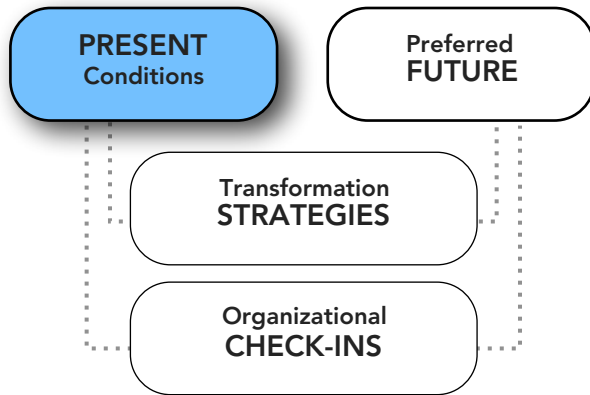 PRESENT
Conditions
Preferred
FUTURE
Transformation
STRATEGIES
Organizational
CHECK-INS